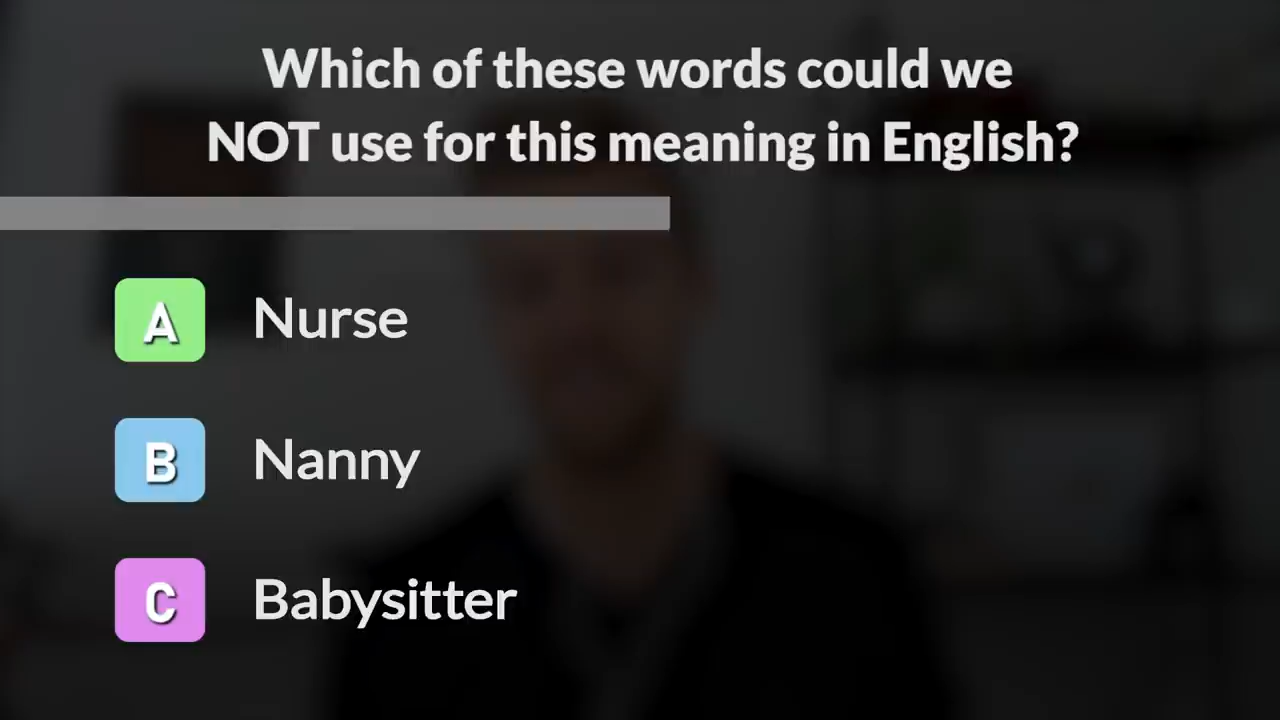 Which of these words could we
NOT use for this meaning in English?
A Nurse
B Nanny
C Babysitter